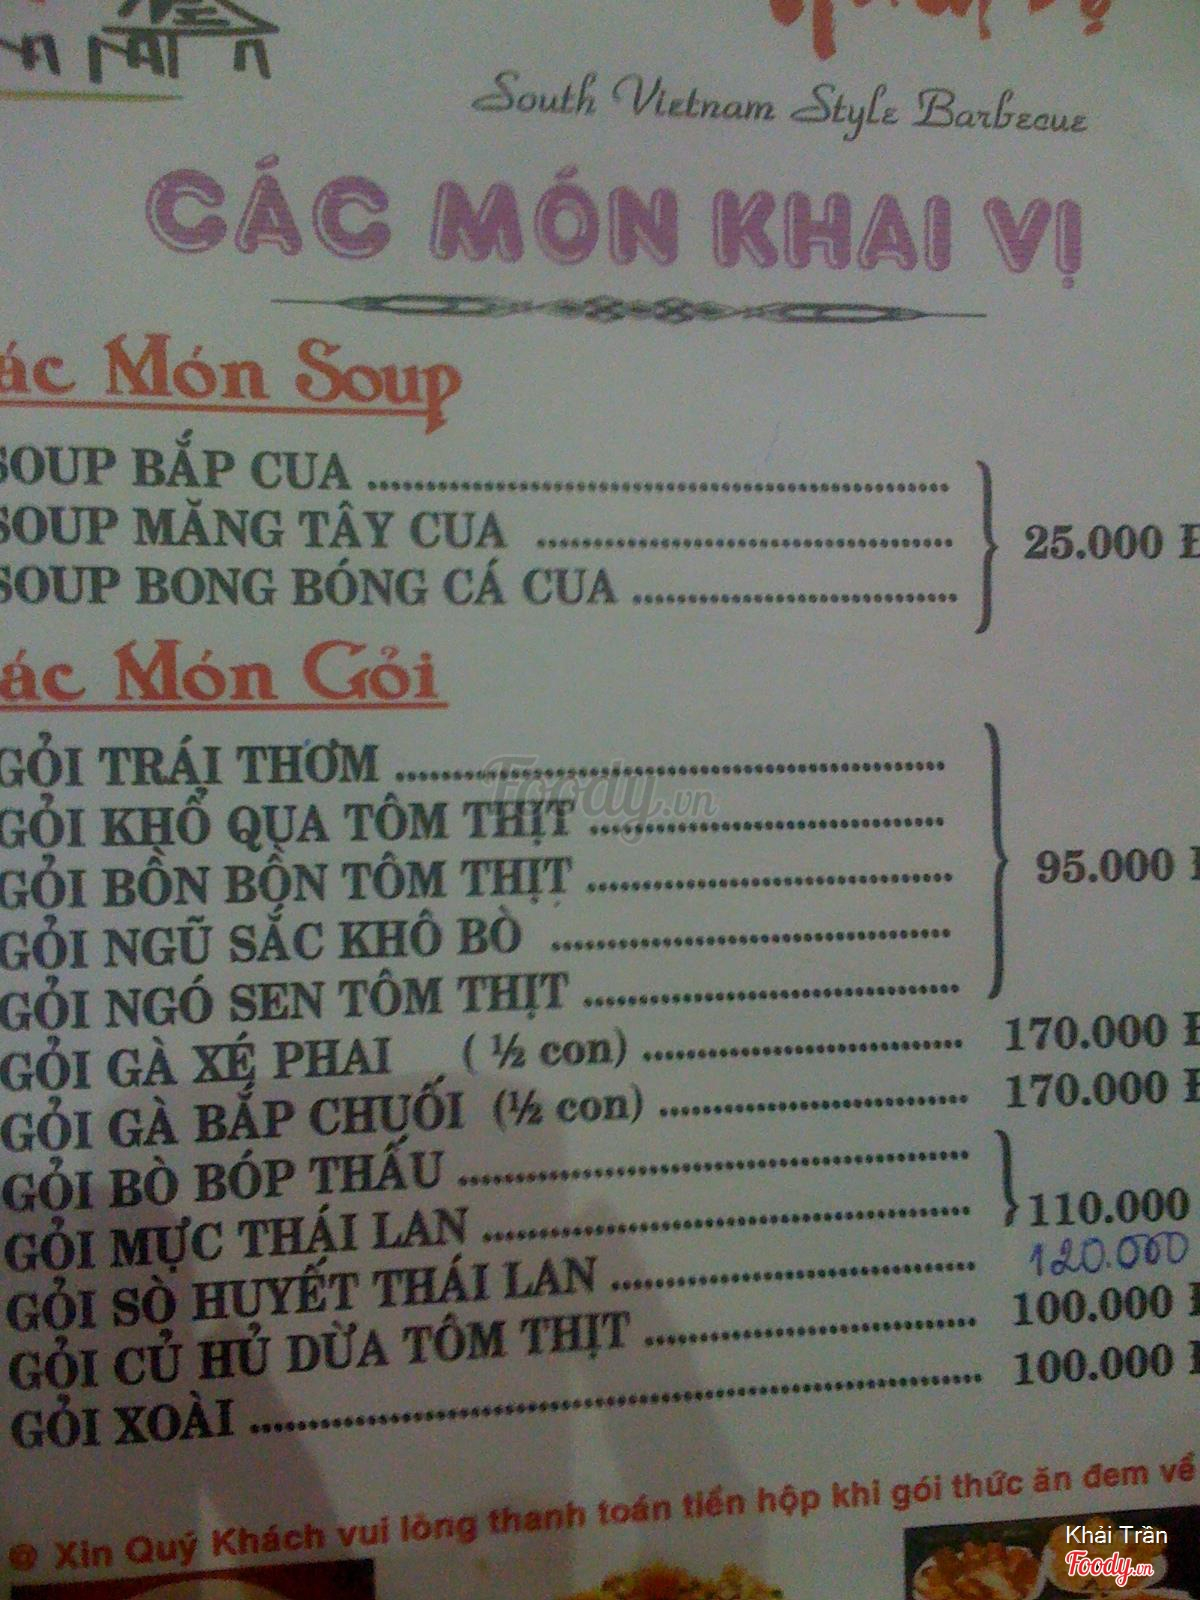 South Vietnam Style Barbecue
CÁC MÓN KHAI VỊ
ác Món Soup
SOUP BẮP CUA
SOUP MĂNG TÂY CUA
SOUP BONG BÓNG CÁ CUA
25.000 Đ
ác Món Gỏi
GỎI TRÁI THƠM
GỎI KHỔ QUA TÔM THỊT
GỎI BỒN BỒN TÔM THỊT
GỎI NGŨ SẮC KHÔ BÒ
GỎI NGÓ SEN TÔM THỊT
95.000
GỎI GÀ XÉ PHAI ( ½ con) 170.000 Đ
GỎI GÀ BẮP CHUỐI (½ con) 170.000 Đ
GỎI BÒ BÓP THẤU
GỎI MỰC THÁI LAN
110.000
GỎI SÒ HUYẾT THÁI LAN 120.000
GỎI CỦ HỦ DỪA TÔM THỊT 100.000
GỎI XOÀI 100.000
@ Xin Quý Khách vui lòng thanh toán tiền hộp khi gói thức ăn đem về
Foody.vn
Khải Trần
Foody.vn